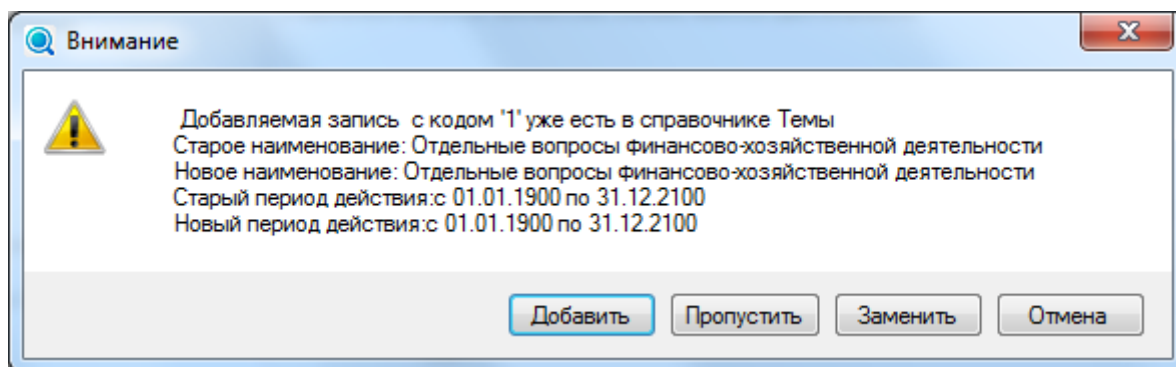 Внимание
Добавляемая запись с кодом '1' уже есть в справочнике Темы
Старое наименование: Отдельные вопросы финансово-хозяйственной деятельности
Новое наименование: Отдельные вопросы финансово-хозяйственной деятельности
Старый период действия:с 01.01.1900 по 31.12.2100
Новый период действия:с 01.01.1900 по 31.12.2100
Добавить Пропустить Заменить Отмена